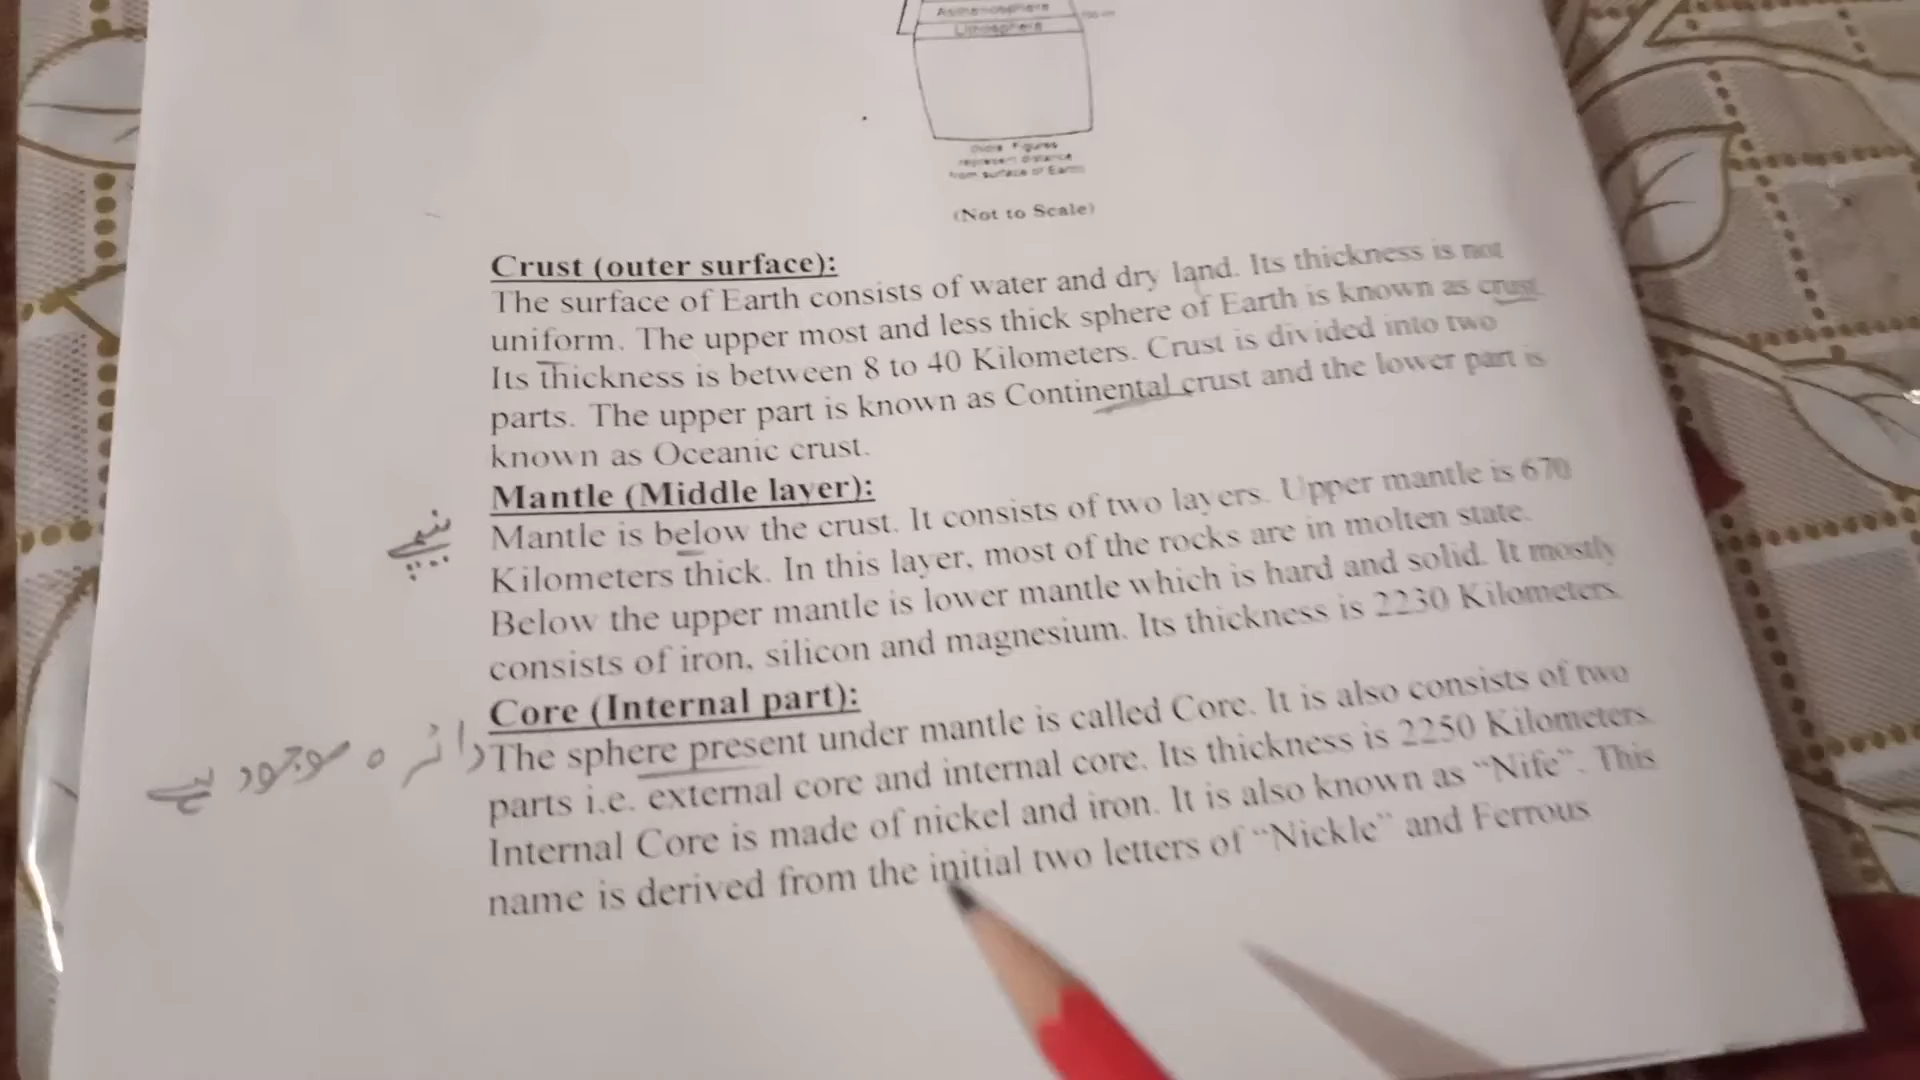 Asthenosphere
Lithosphere
Note: Figures
represent distance
from surface of Earth
(Not to Scale)
Crust (outer surface):
The surface of Earth consists of water and dry land. Its thickness is not
uniform. The upper most and less thick sphere of Earth is known as crust.
Its thickness is between 8 to 40 Kilometers. Crust is divided into two
parts. The upper part is known as Continental crust and the lower part is
known as Oceanic crust.
Mantle (Middle layer):
Mantle is below the crust. It consists of two layers. Upper mantle is 670
نیچے
Kilometers thick. In this layer, most of the rocks are in molten state.
Below the upper mantle is lower mantle which is hard and solid. It mostly
consists of iron, silicon and magnesium. Its thickness is 2230 Kilometers.
Core (Internal part):
The sphere present under mantle is called Core. It is also consists of two
دائرہ موجود ہے
parts i.e. external core and internal core. Its thickness is 2250 Kilometers.
Internal Core is made of nickel and iron. It is also known as “Nife”. This
name is derived from the initial two letters of “Nickle” and Ferrous